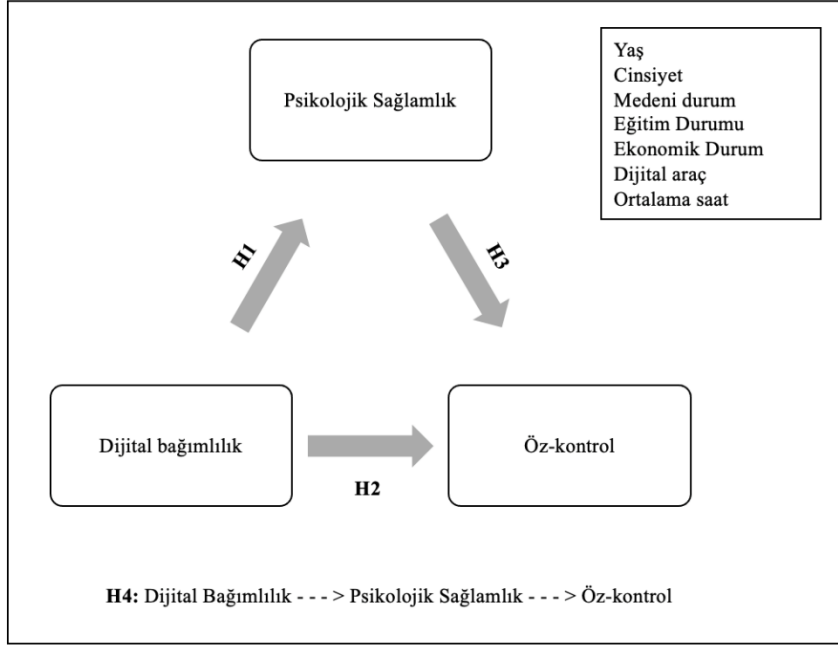 Psikolojik Sağlamlık
Yaş
Cinsiyet
Medeni durum
Eğitim Durumu
Ekonomik Durum
Dijital araç
Ortalama saat
H1
H3
Dijital bağımlılık
Öz-kontrol
H2
H4: Dijital Bağımlılık - - - > Psikolojik Sağlamlık - - - > Öz-kontrol